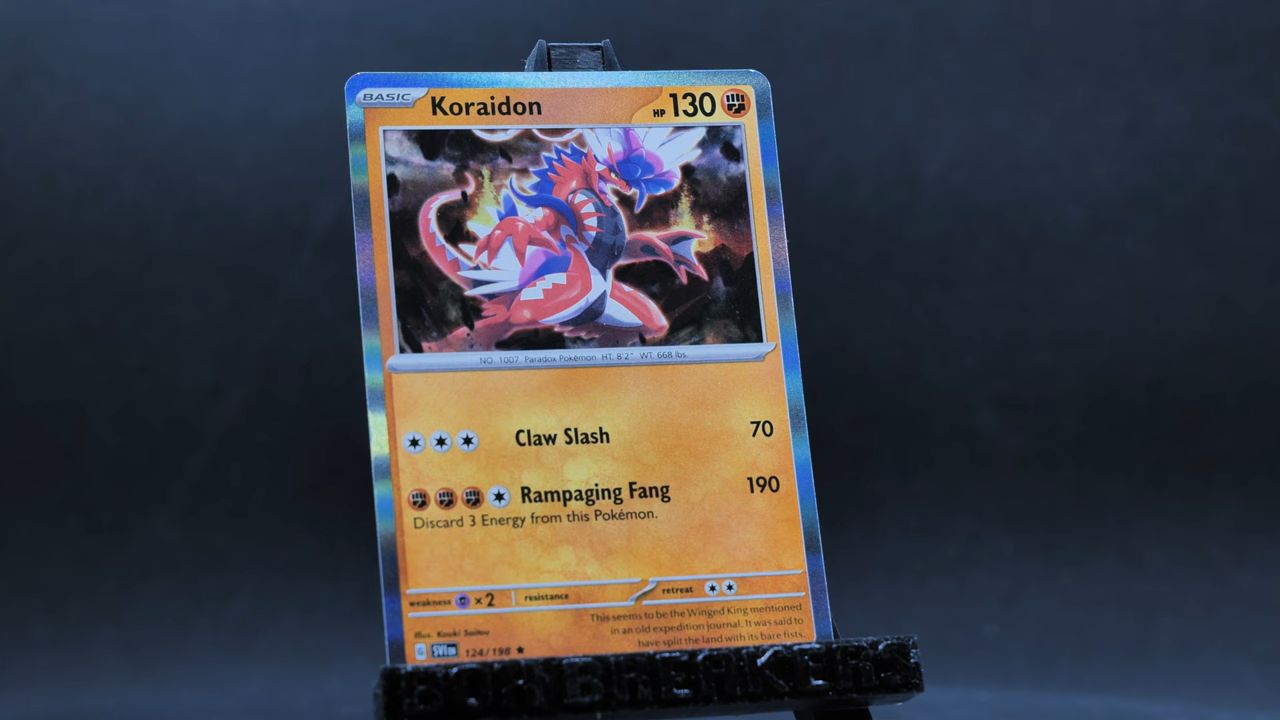 BASIC Koraidon HP 130
NO. 1007 Paradox Pokémon HT: 8'2" WT: 668 lbs.
Claw Slash 70
Rampaging Fang 190
Discard 3 Energy from this Pokémon.
weakness ×2 resistance retreat
This seems to be the Winged King mentioned
in an old expedition journal. It was said to
have split the land with its bare fists.
Illus. Kouki Saitou
G SVI EN 124/198 ★
BOXBREAKERS